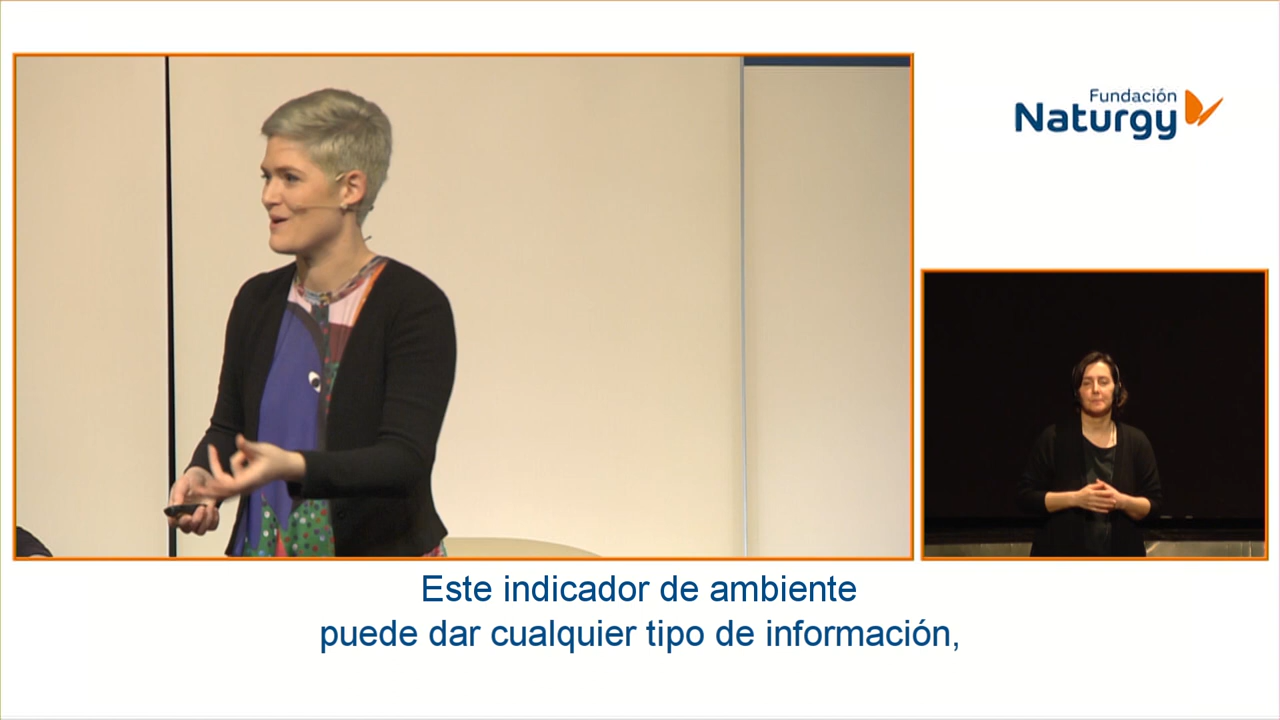 Fundación
Naturgy
Este indicador de ambiente
puede dar cualquier tipo de información,